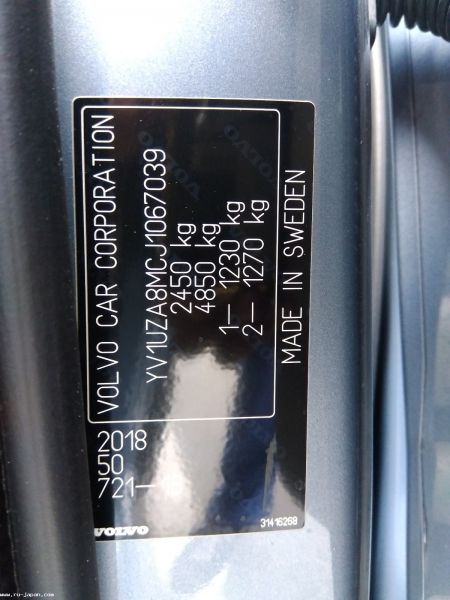 VOLVO CAR CORPORATION
YV1UZA8MCJ1067039
2450 kg
4850 kg
1— 1230 kg
2— 1270 kg
MADE IN SWEDEN
2018
50
VOLVO
31416268
www.ru-japan.com